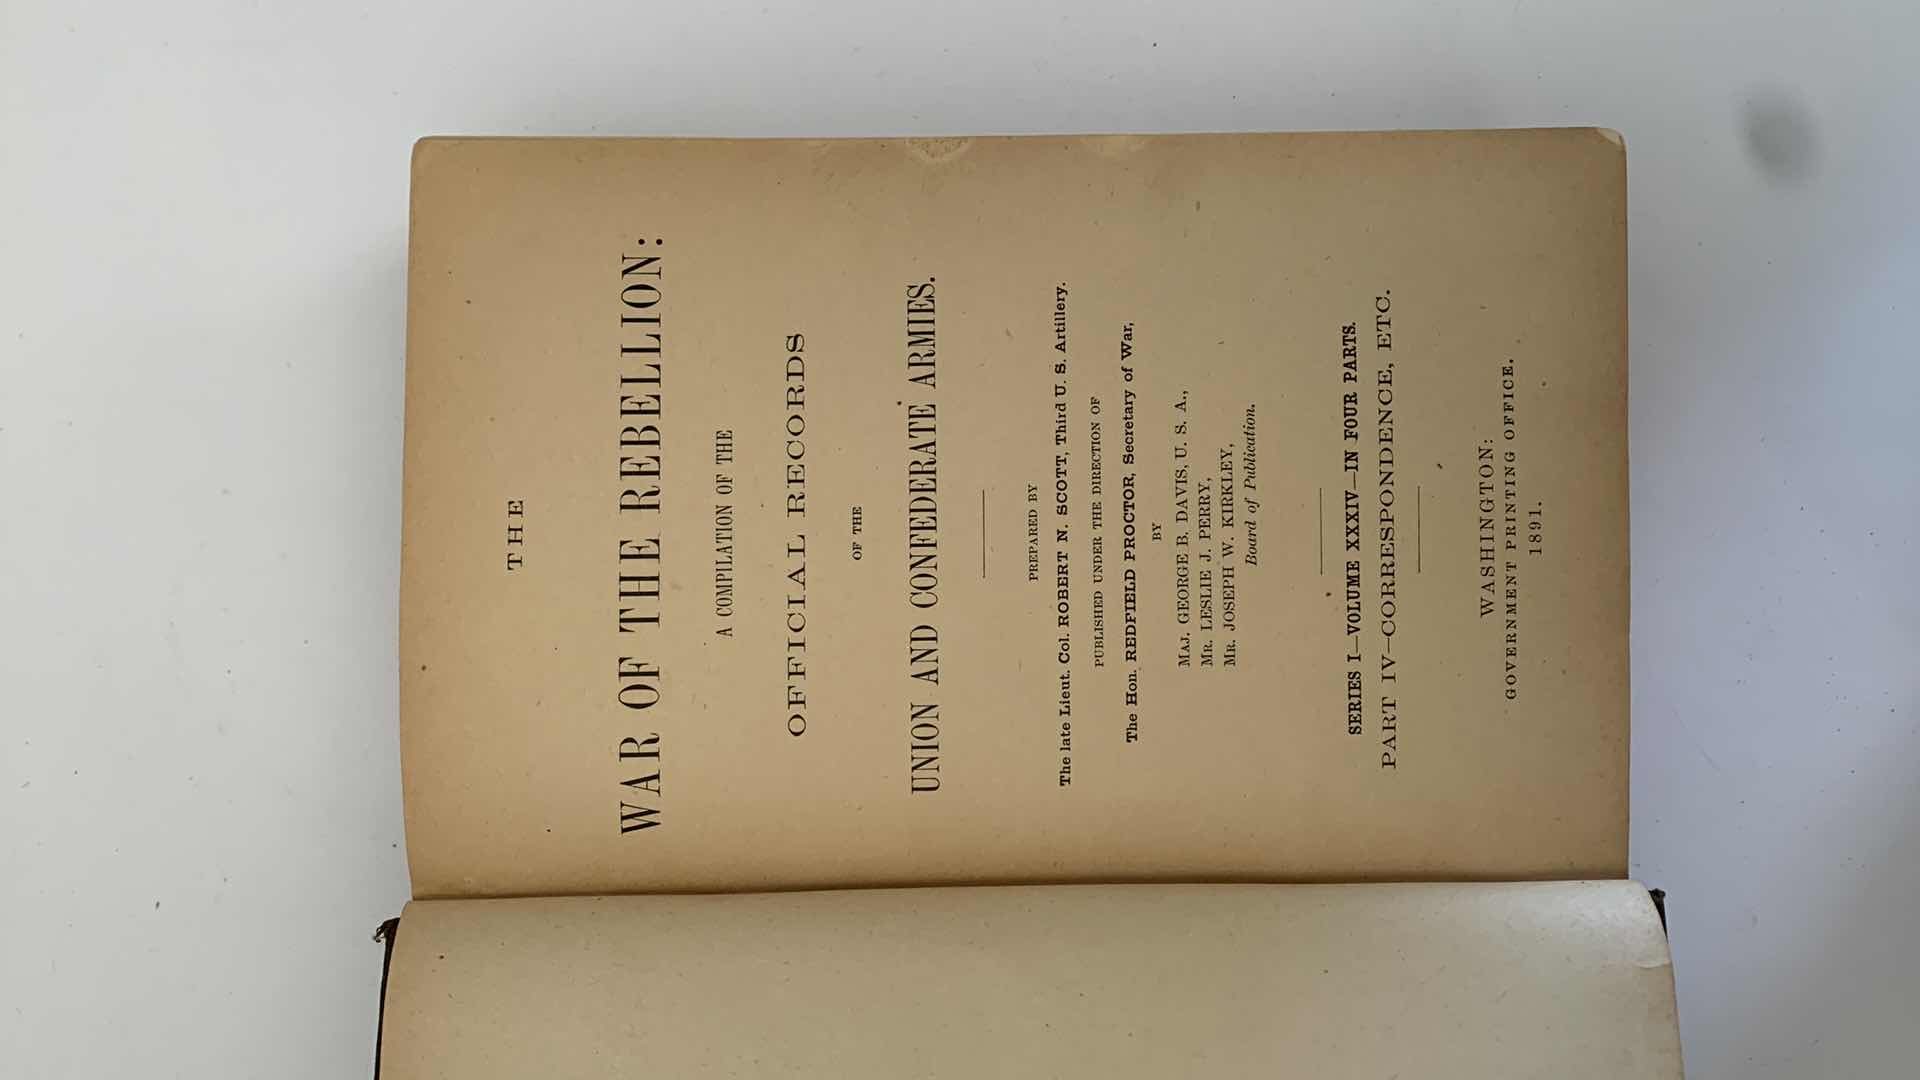 THE
WAR OF THE REBELLION:
A COMPILATION OF THE
OFFICIAL RECORDS
OF THE
UNION AND CONFEDERATE ARMIES.
PREPARED BY
The late Lieut. Col. ROBERT N. SCOTT, Third U. S. Artillery.
PUBLISHED UNDER THE DIRECTION OF
The Hon. REDFIELD PROCTOR, Secretary of War,
BY
MAJ. GEORGE B. DAVIS, U. S. A.,
MR. LESLIE J. PERRY,
MR. JOSEPH W. KIRKLEY,
Board of Publication.
SERIES I—VOLUME XXXIV—IN FOUR PARTS.
PART IV—CORRESPONDENCE, ETC.
WASHINGTON:
GOVERNMENT PRINTING OFFICE.
1891.